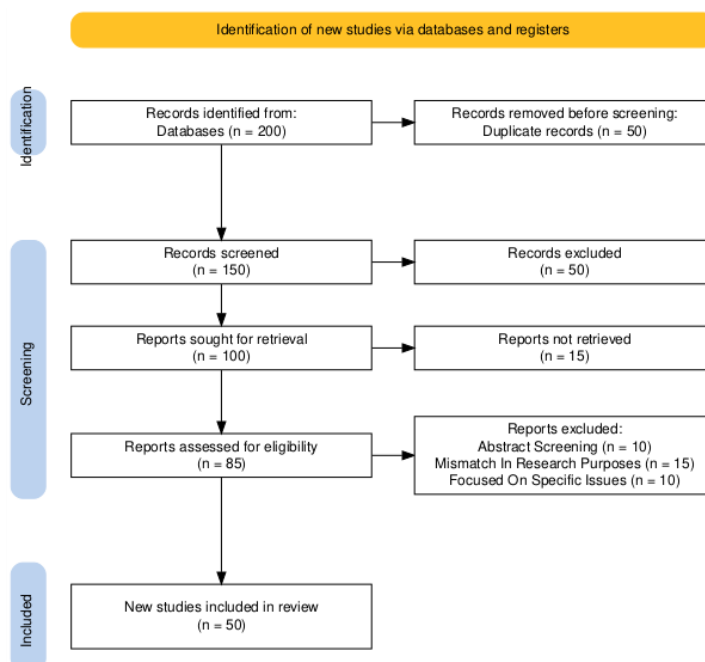 Identification of new studies via databases and registers
Identification
Records identified from:
Databases (n = 200)
Records removed before screening:
Duplicate records (n = 50)
Screening
Records screened
(n = 150)
Records excluded
(n = 50)
Reports sought for retrieval
(n = 100)
Reports not retrieved
(n = 15)
Reports assessed for eligibility
(n = 85)
Reports excluded:
Abstract Screening (n = 10)
Mismatch In Research Purposes (n = 15)
Focused On Specific Issues (n = 10)
Included
New studies included in review
(n = 50)